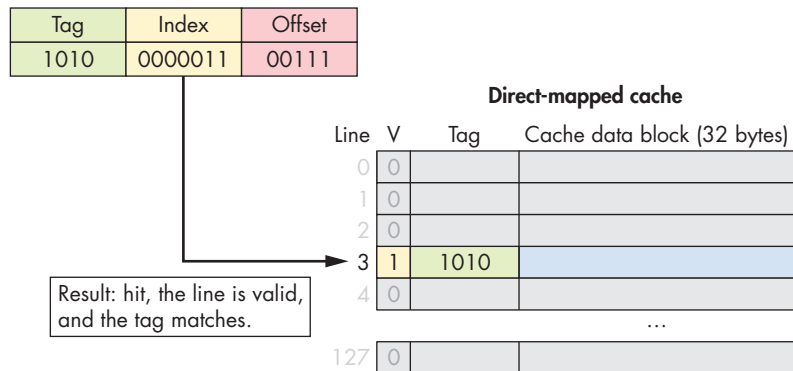 Tag Index Offset
1010 0000011 00111
Direct-mapped cache
Line V Tag Cache data block (32 bytes)
0 0
1 0
2 0
3 1 1010
4 0
Result: hit, the line is valid,
and the tag matches.
...
127 0